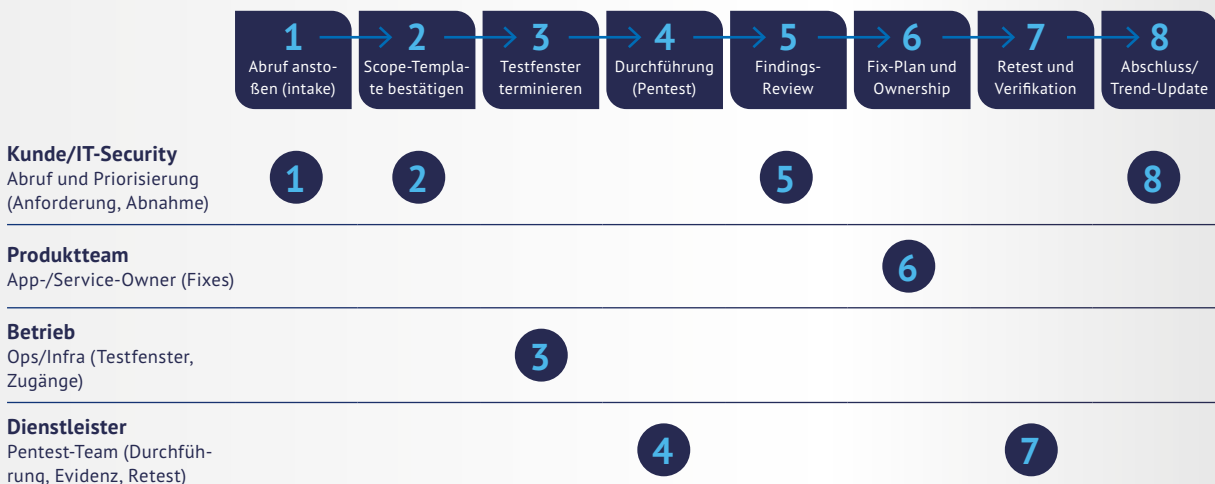 1
Abruf ansto-
ßen (intake)
2
Scope-Templa-
te bestätigen
3
Testfenster
terminieren
4
Durchführung
(Pentest)
5
Findings-
Review
6
Fix-Plan und
Ownership
7
Retest und
Verifikation
8
Abschluss/
Trend-Update
Kunde/IT-Security
Abruf und Priorisierung
(Anforderung, Abnahme)
1
2
5
8
Produktteam
App-/Service-Owner (Fixes)
6
Betrieb
Ops/Infra (Testfenster,
Zugänge)
3
Dienstleister
Pentest-Team (Durchfüh-
rung, Evidenz, Retest)
4
7